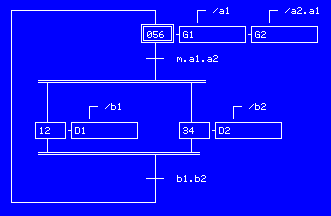 /a1 /a2.a1
056 G1 G2
m.a1.a2
/b1 /b2
12 D1 34 D2
b1.b2